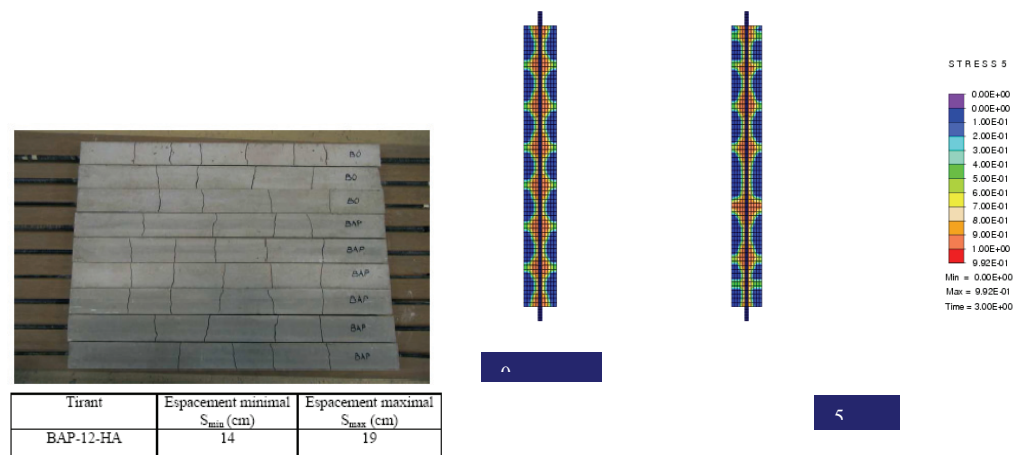 STRESS 5
0.00E+00
0.00E+00
1.00E-01
2.00E-01
3.00E-01
4.00E-01
5.00E-01
6.00E-01
7.00E-01
8.00E-01
9.00E-01
1.00E+00
9.92E-01
Min = 0.00E+00
Max = 9.92E-01
Time = 3.00E+00
BO
BO
BO
BAP
BAP
BAP
BAP
BAP
BAP
5
Tirant Espacement minimal Smin (cm) Espacement maximal Smax (cm)
BAP-12-HA 14 19